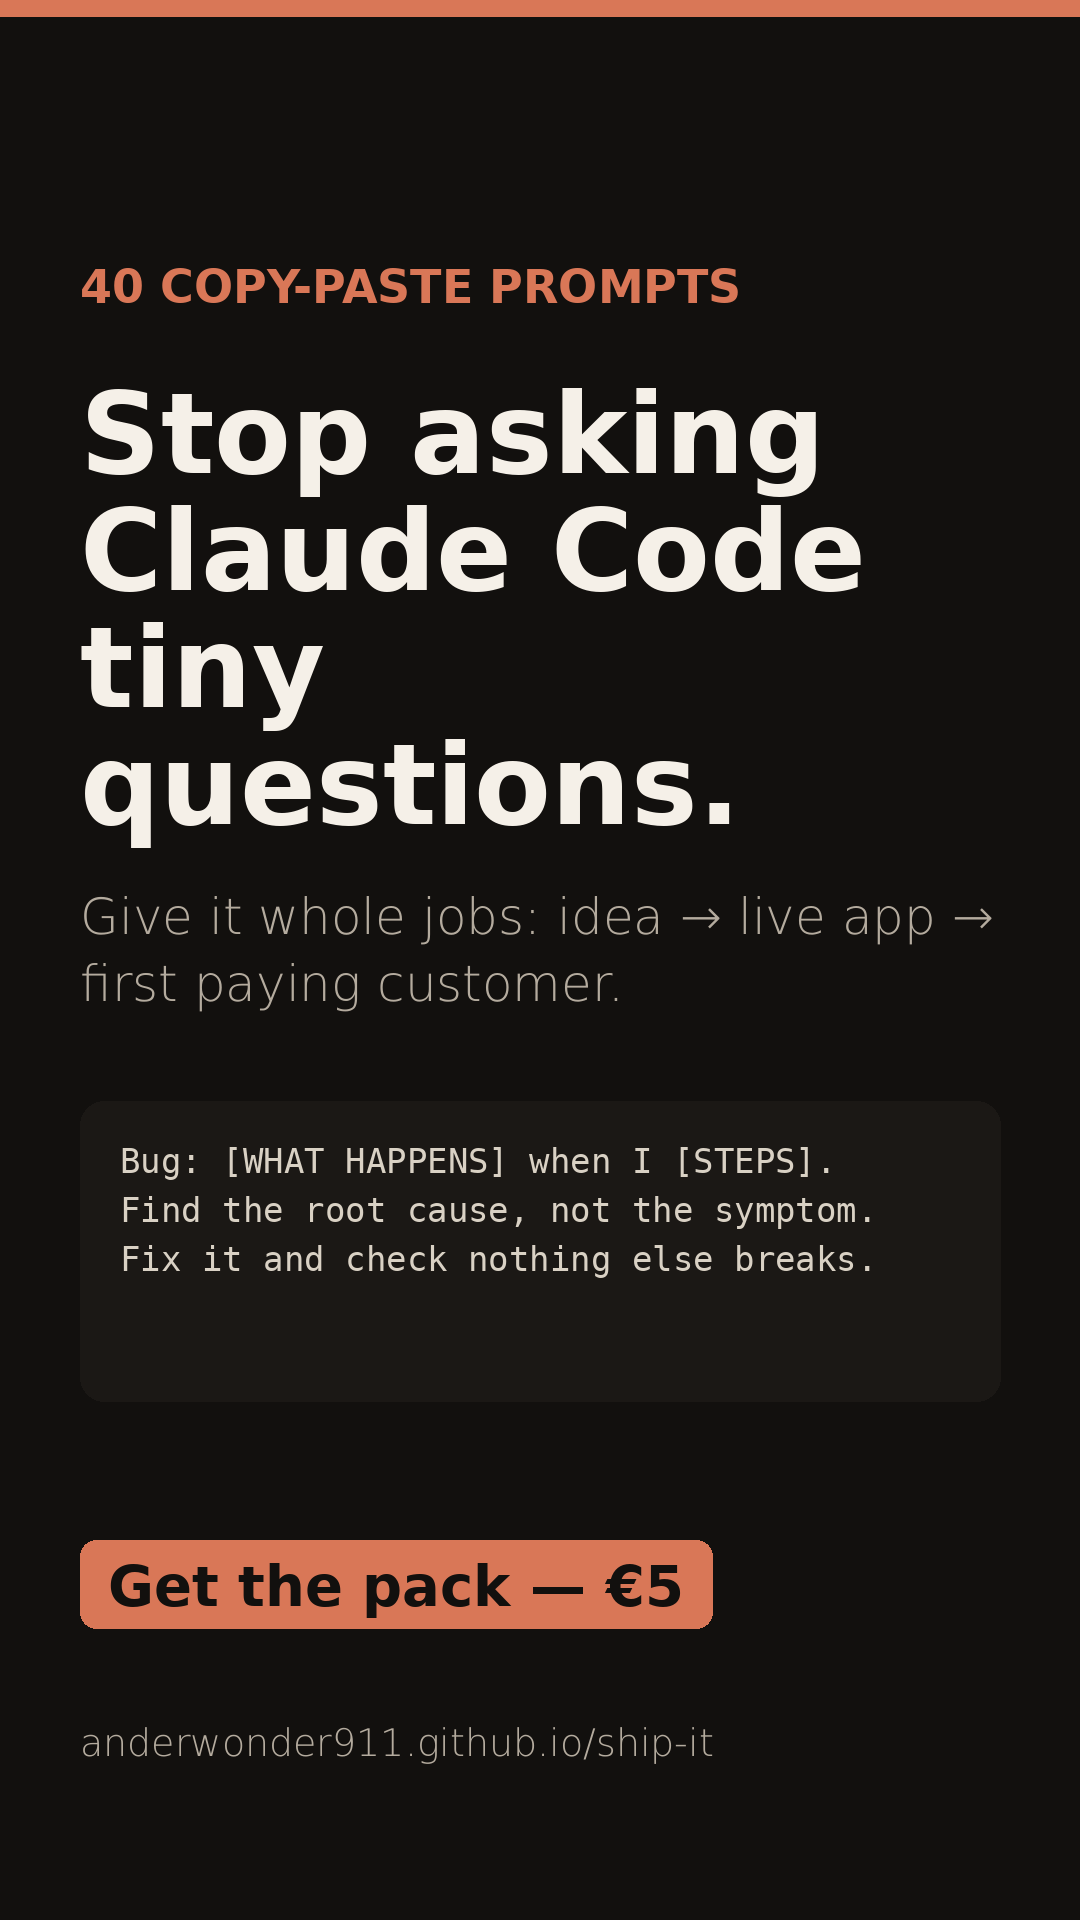 40 COPY-PASTE PROMPTS
Stop asking
Claude Code
tiny
questions.
Give it whole jobs: idea → live app →
first paying customer.
Bug: [WHAT HAPPENS] when I [STEPS].
Find the root cause, not the symptom.
Fix it and check nothing else breaks.
Get the pack — €5
anderwonder911.github.io/ship-it